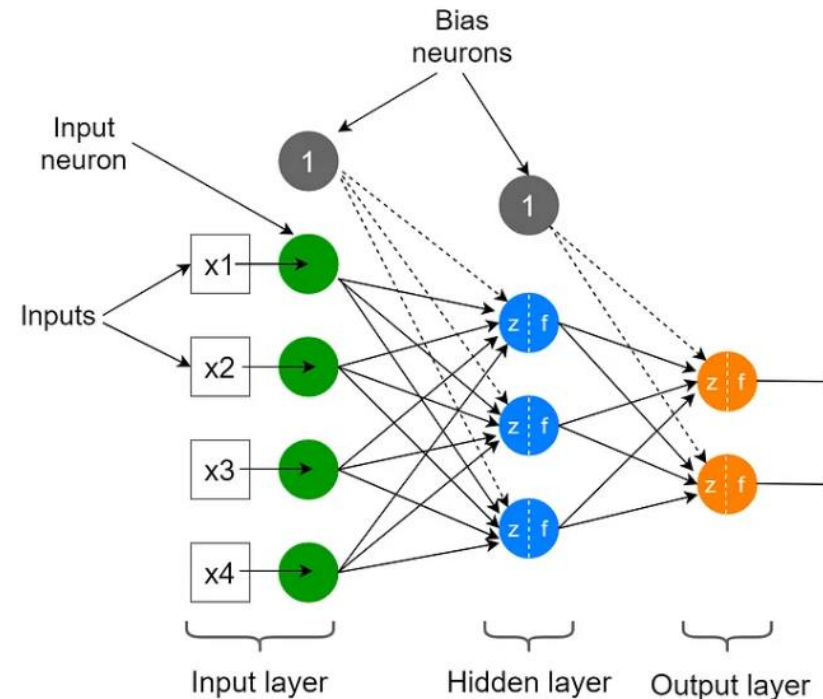 Bias
neurons
Input
neuron
1
1
x1
Inputs
z f
x2
z f
z f
x3
z f
z f
x4
Input layer
Hidden layer
Output layer